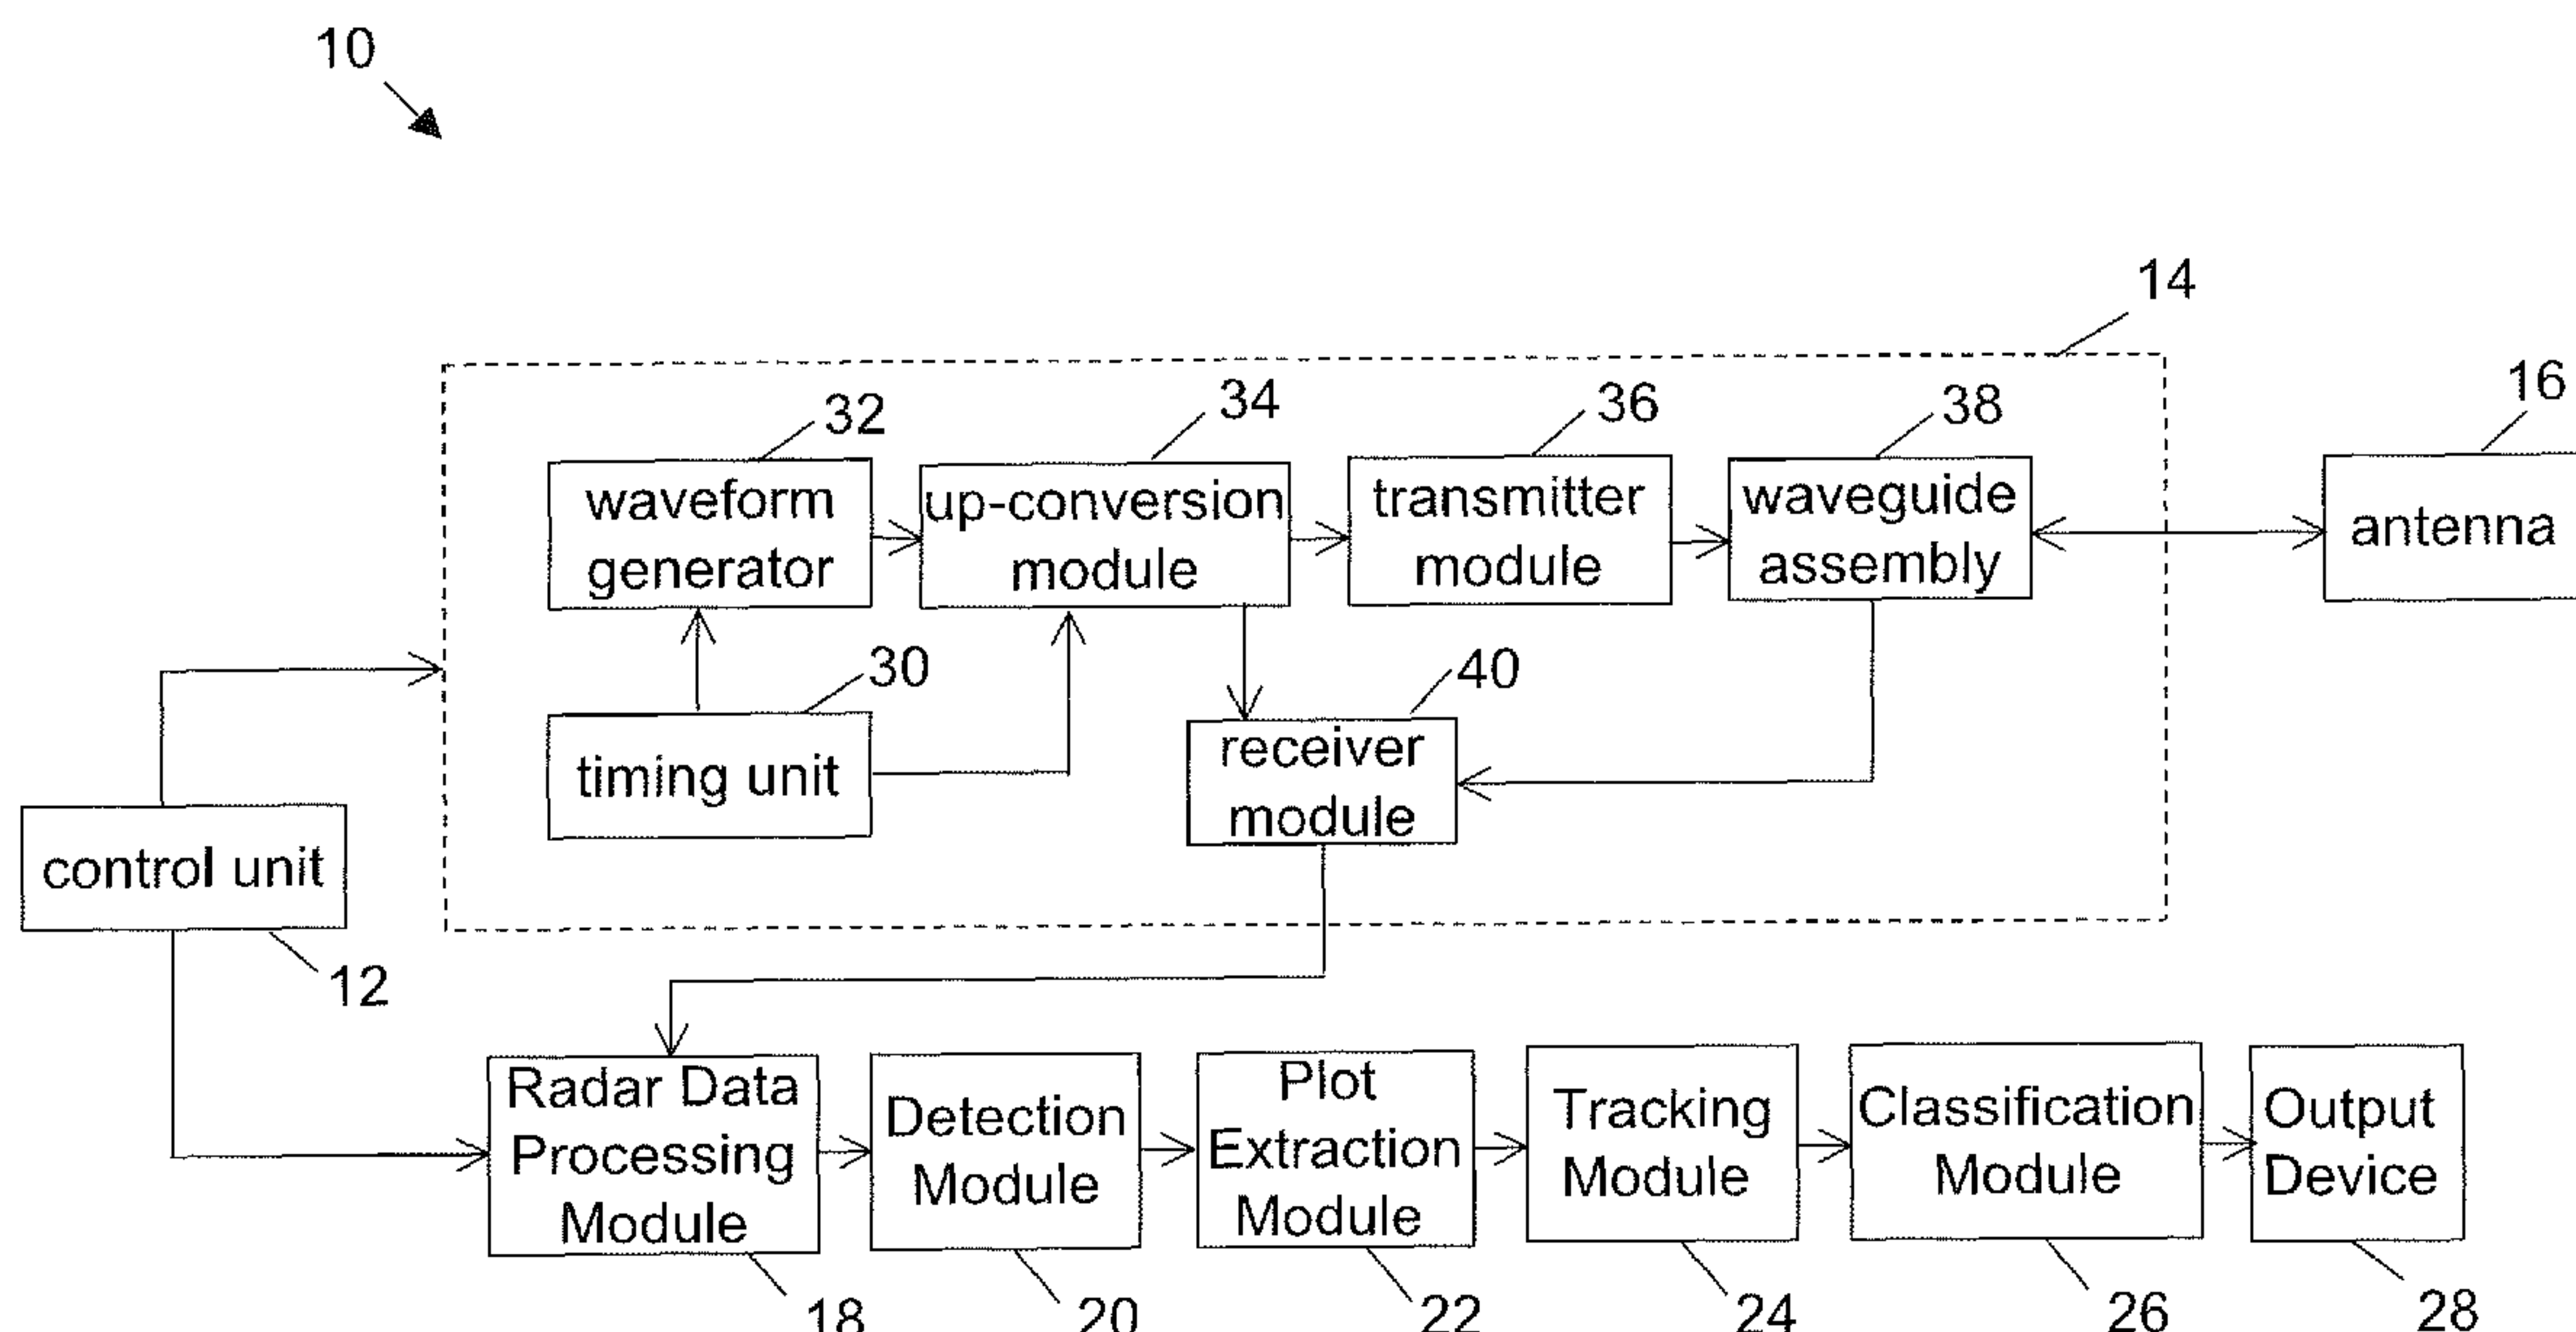 10
14
32
34
36
38
16
waveform
generator
up-conversion
module
transmitter
module
waveguide
assembly
antenna
30
40
timing unit
receiver
module
control unit
12
Radar Data
Processing
Module
Detection
Module
Plot
Extraction
Module
Tracking
Module
Classification
Module
Output
Device
18
20
22
24
26
28